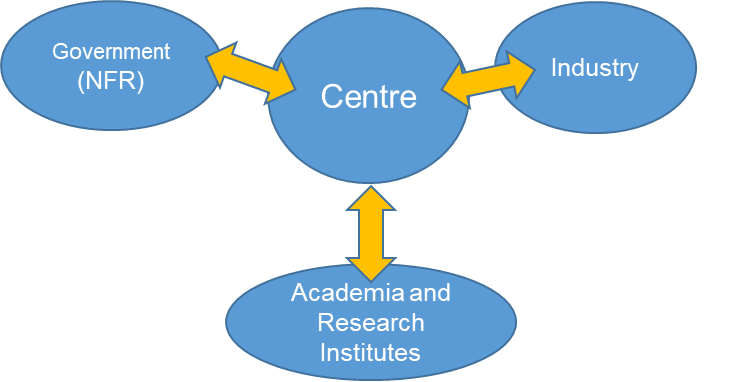 Government
(NFR)
Centre
Industry
Academia and
Research
Institutes